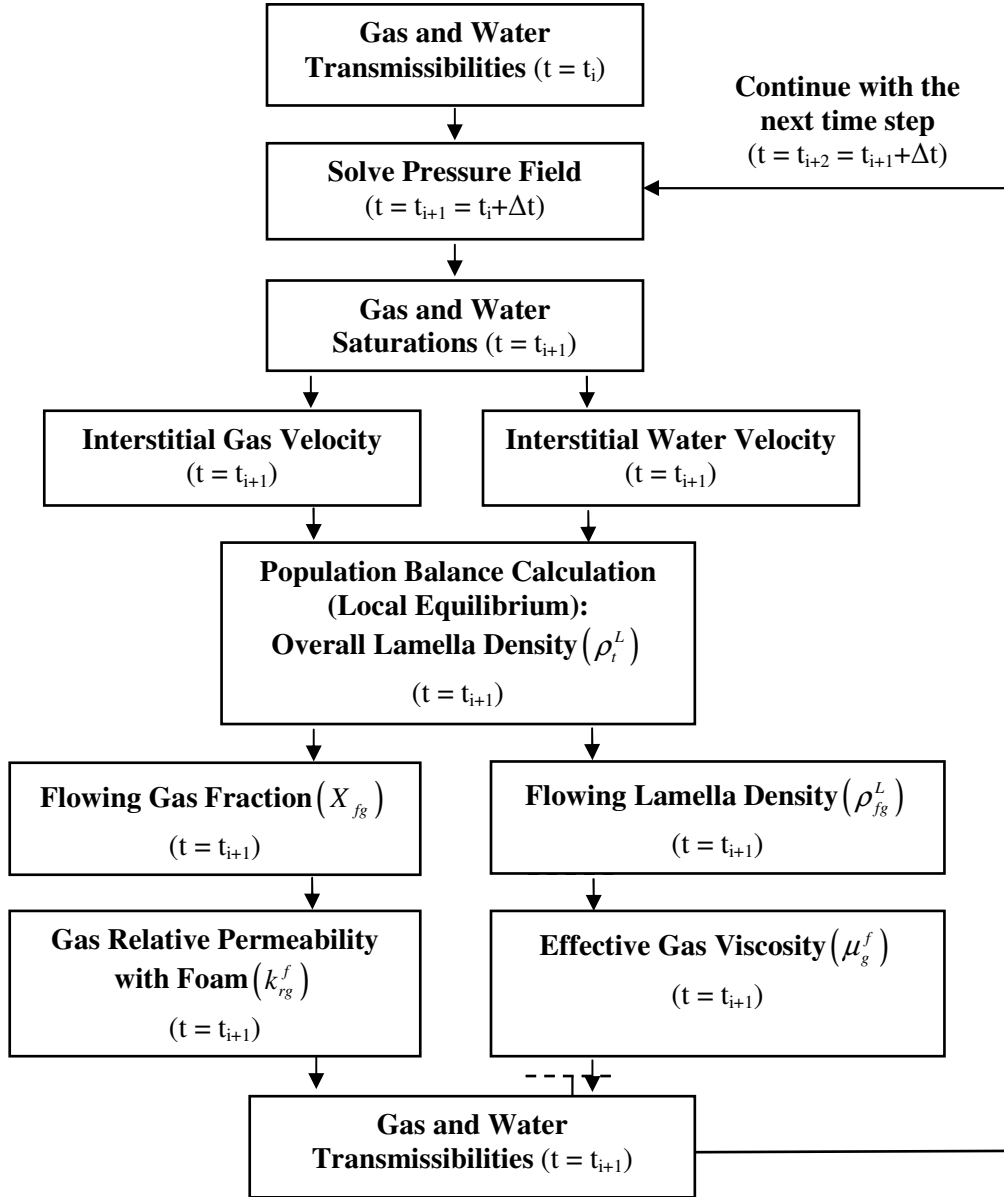 Gas and Water
Transmissibilities (t = tᵢ)
Continue with the
next time step
(t = tᵢ₊₂ = tᵢ₊₁+Δt)
Solve Pressure Field
(t = tᵢ₊₁ = tᵢ+Δt)
Gas and Water
Saturations (t = tᵢ₊₁)
Interstitial Gas Velocity
(t = tᵢ₊₁)
Interstitial Water Velocity
(t = tᵢ₊₁)
Population Balance Calculation
(Local Equilibrium):
Overall Lamella Density (ρ_t^L)
(t = tᵢ₊₁)
Flowing Gas Fraction (X_fg)
(t = tᵢ₊₁)
Flowing Lamella Density (ρ_fg^L)
(t = tᵢ₊₁)
Gas Relative Permeability
with Foam (k_rg^f)
(t = tᵢ₊₁)
Effective Gas Viscosity (μ_g^f)
(t = tᵢ₊₁)
Gas and Water
Transmissibilities (t = tᵢ₊₁)